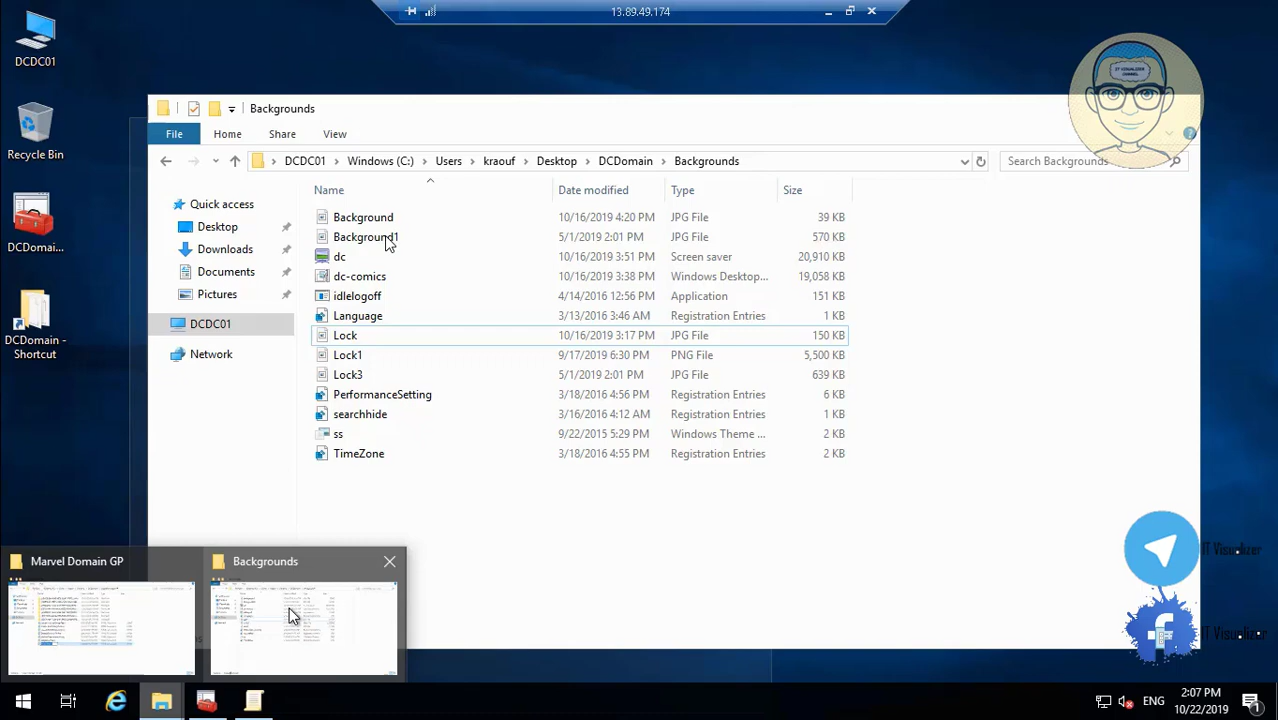 13.89.49.174
DCDC01
Recycle Bin
DCDomai...
DCDomain -
Shortcut
IT VISUALIZER
CHANNEL
Backgrounds
File Home Share View
DCDC01 Windows (C:) Users kraouf Desktop DCDomain Backgrounds
Search Backgrounds
Quick access
Desktop
Downloads
Documents
Pictures
DCDC01
Network
Name Date modified Type Size
Background 10/16/2019 4:20 PM JPG File 39 KB
Background1 5/1/2019 2:01 PM JPG File 570 KB
dc 10/16/2019 3:51 PM Screen saver 20,910 KB
dc-comics 10/16/2019 3:38 PM Windows Desktop... 19,058 KB
idlelogoff 4/14/2016 12:56 PM Application 151 KB
Language 3/13/2016 3:46 AM Registration Entries 1 KB
Lock 10/16/2019 3:17 PM JPG File 150 KB
Lock1 9/17/2019 6:30 PM PNG File 5,500 KB
Lock3 5/1/2019 2:01 PM JPG File 639 KB
PerformanceSetting 3/18/2016 4:56 PM Registration Entries 6 KB
searchhide 3/16/2016 4:12 AM Registration Entries 1 KB
ss 9/22/2015 5:29 PM Windows Theme ... 2 KB
TimeZone 3/18/2016 4:55 PM Registration Entries 2 KB
Marvel Domain GP
Backgrounds
IT Visualizer
IT Visualizer
ENG
2:07 PM
10/22/2019
1